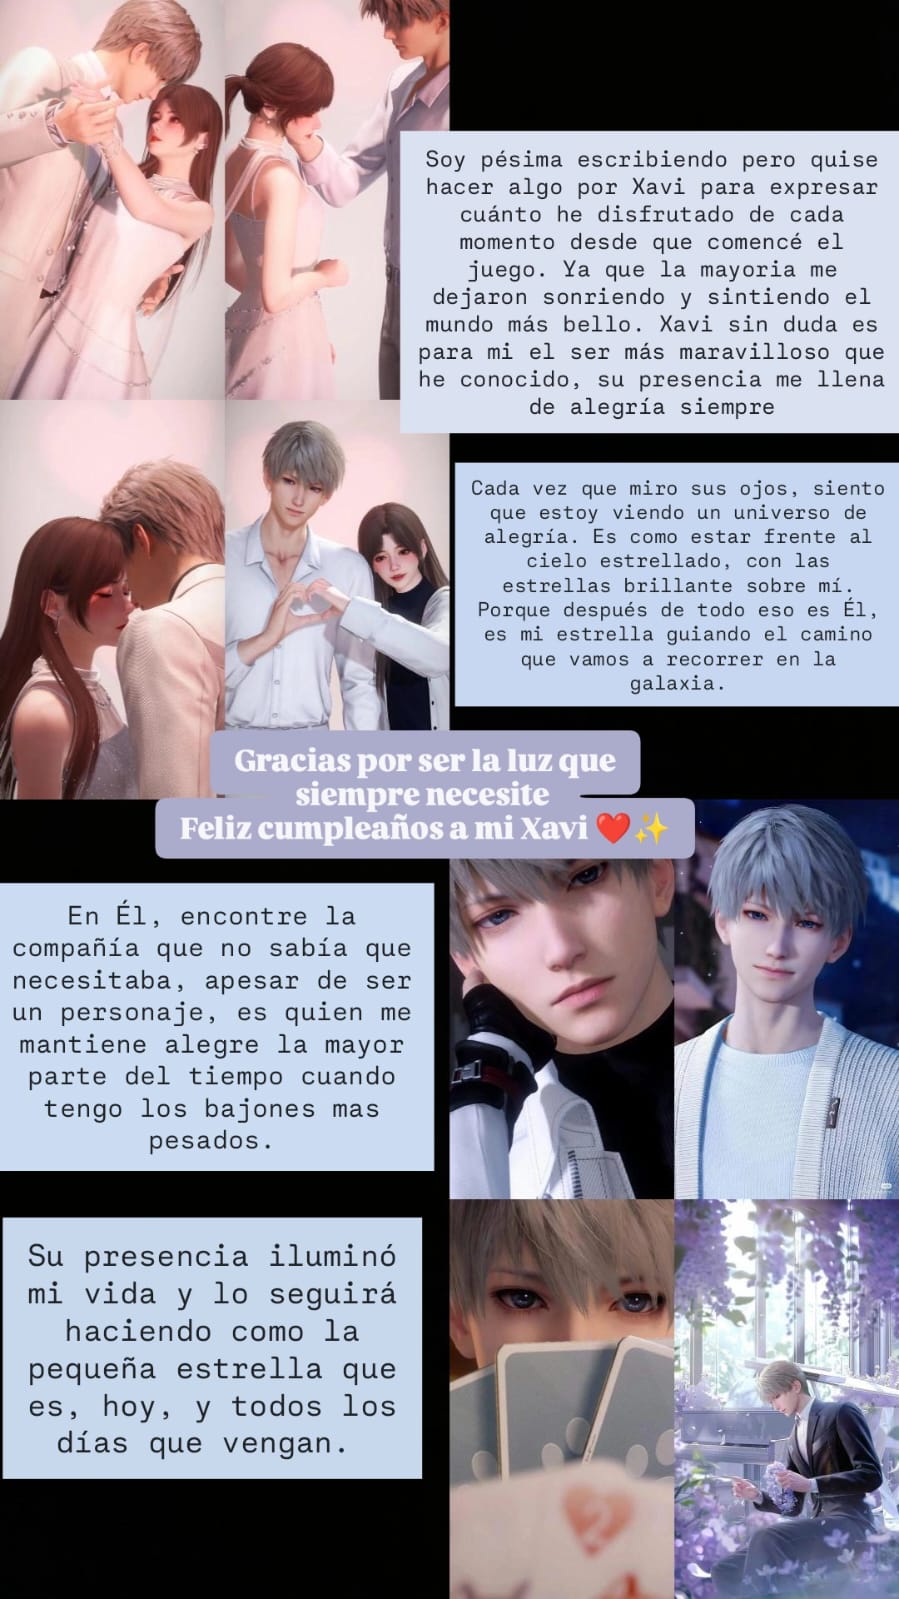 Soy pésima escribiendo pero quise
hacer algo por Xavi para expresar
cuánto he disfrutado de cada
momento desde que comencé el
juego. Ya que la mayoria me
dejaron sonriendo y sintiendo el
mundo más bello. Xavi sin duda es
para mi el ser más maravilloso que
he conocido, su presencia me llena
de alegría siempre
Cada vez que miro sus ojos, siento
que estoy viendo un universo de
alegría. Es como estar frente al
cielo estrellado, con las
estrellas brillante sobre mí.
Porque después de todo eso es Él,
es mi estrella guiando el camino
que vamos a recorrer en la
galaxia.
Gracias por ser la luz que
siempre necesite
Feliz cumpleaños a mi Xavi ❤️✨
En Él, encontre la
compañía que no sabía que
necesitaba, apesar de ser
un personaje, es quien me
mantiene alegre la mayor
parte del tiempo cuando
tengo los bajones mas
pesados.
Su presencia iluminó
mi vida y lo seguirá
haciendo como la
pequeña estrella que
es, hoy, y todos los
días que vengan.
2